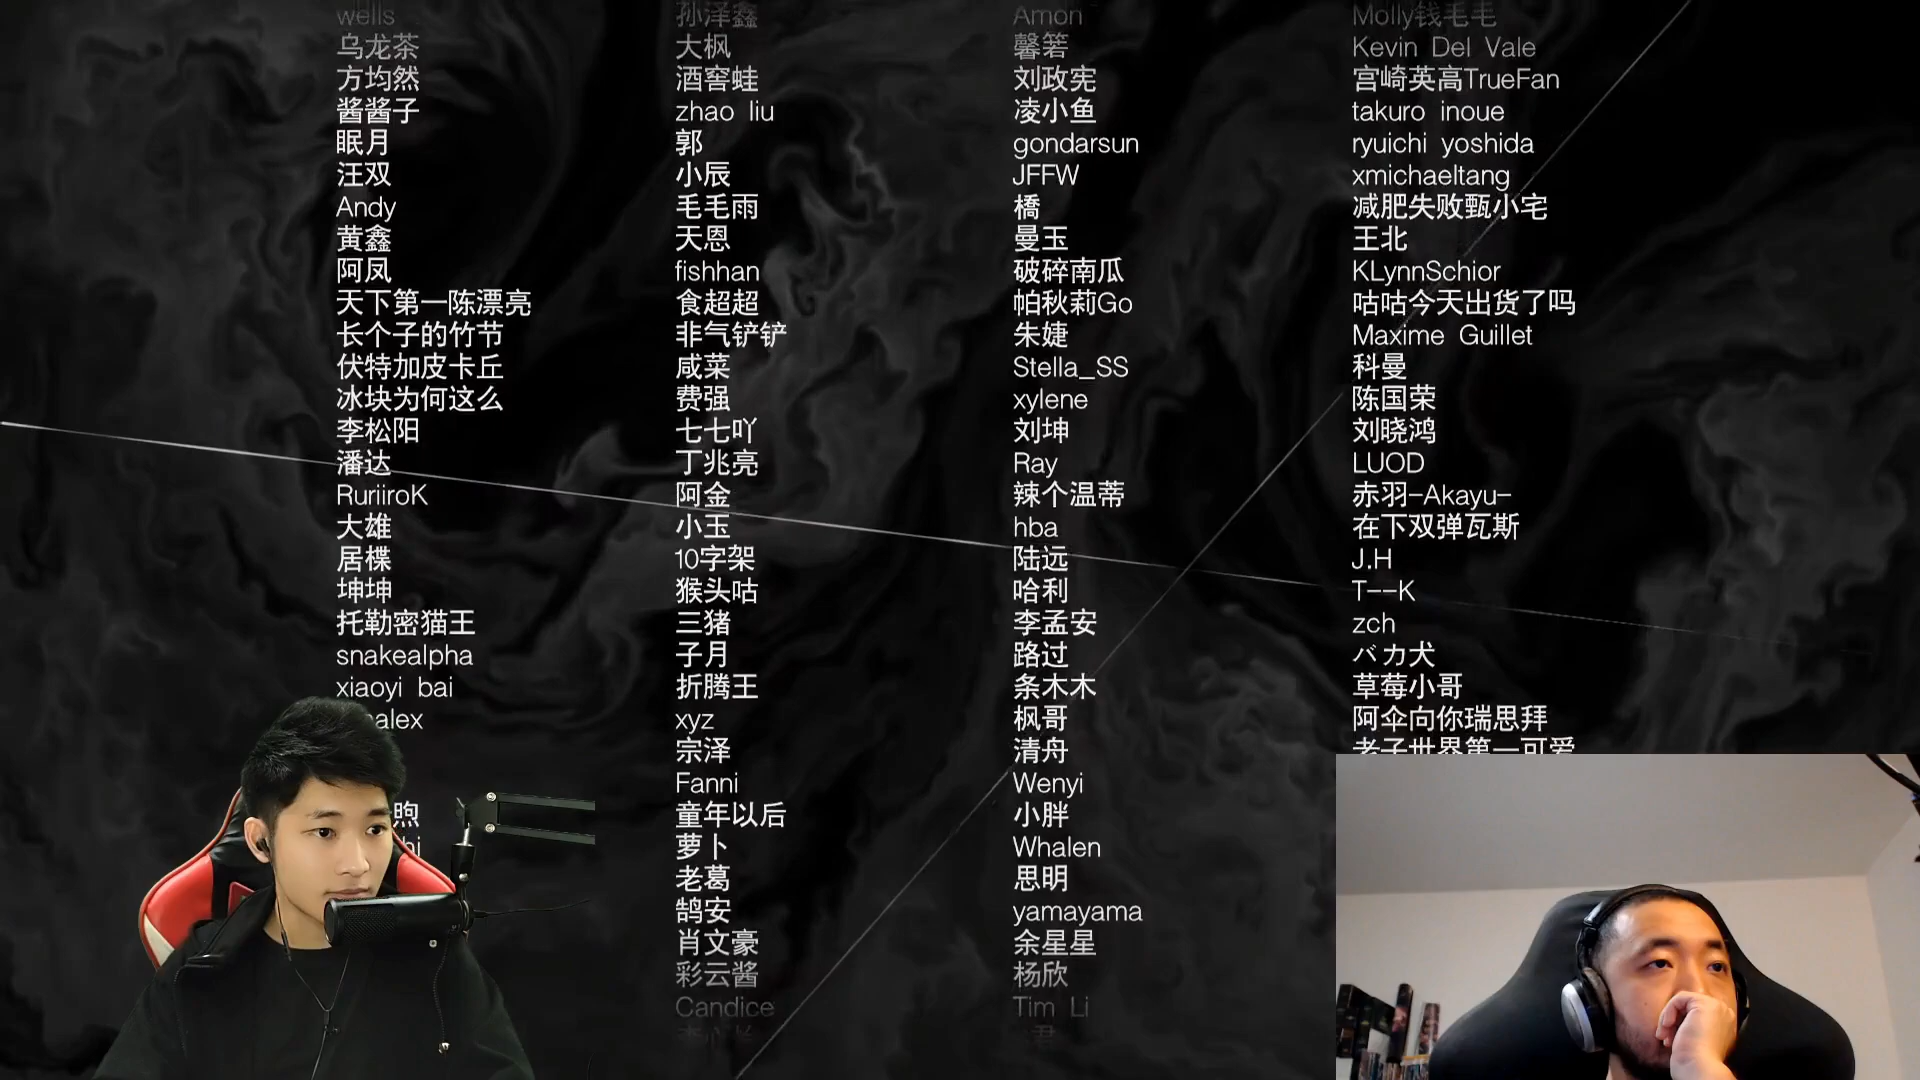 wells
乌龙茶
方均然
酱酱子
眠月
汪双
Andy
黄鑫
阿凤
天下第一陈漂亮
长个子的竹节
伏特加皮卡丘
冰块为何这么
李松阳
潘达
RuriiroK
大雄
居楪
坤坤
托勒密猫王
snakealpha
xiaoyi bai
alex
煦
hi
孙泽鑫
大枫
酒窖蛙
zhao liu
郭
小辰
毛毛雨
天恩
fishhan
食超超
非气铲铲
咸菜
费强
七七吖
丁兆亮
阿金
小玉
10字架
猴头咕
三猪
子月
折腾王
xyz
宗泽
Fanni
童年以后
萝卜
老葛
鹄安
肖文豪
彩云酱
Candice
Amon
馨箬
刘政宪
凌小鱼
gondarsun
JFFW
橋
曼玉
破碎南瓜
帕秋莉Go
朱婕
Stella_SS
xylene
刘坤
Ray
辣个温蒂
hba
陆远
哈利
李孟安
路过
条木木
枫哥
清舟
Wenyi
小胖
Whalen
思明
yamayama
余星星
杨欣
Tim Li
Molly钱毛毛
Kevin Del Vale
宫崎英高TrueFan
takuro inoue
ryuichi yoshida
xmichaeltang
减肥失败甄小宅
王北
KLynnSchior
咕咕今天出货了吗
Maxime Guillet
科曼
陈国荣
刘晓鸿
LUOD
赤羽-Akayu-
在下双弹瓦斯
J.H
T--K
zch
バカ犬
草莓小哥
阿伞向你瑞思拜
老子世界第一可爱